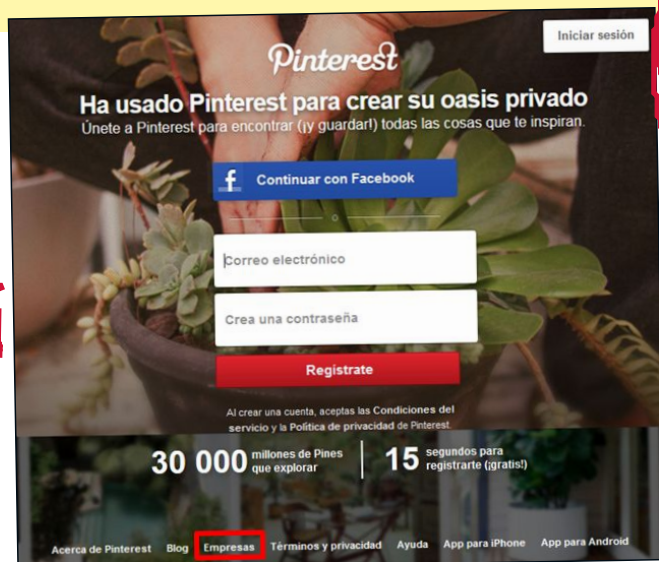 Iniciar sesión
Pinterest
Ha usado Pinterest para crear su oasis privado
Únete a Pinterest para encontrar (¡y guardar!) todas las cosas que te inspiran.
f Continuar con Facebook
o
Correo electrónico
Crea una contraseña
Registrate
Al crear una cuenta, aceptas las Condiciones del
servicio y la Política de privacidad de Pinterest.
30 000 millones de Pines
que explorar
15 segundos para
registrarte (¡gratis!)
Acerca de Pinterest Blog Empresas Términos y privacidad Ayuda App para iPhone App para Android